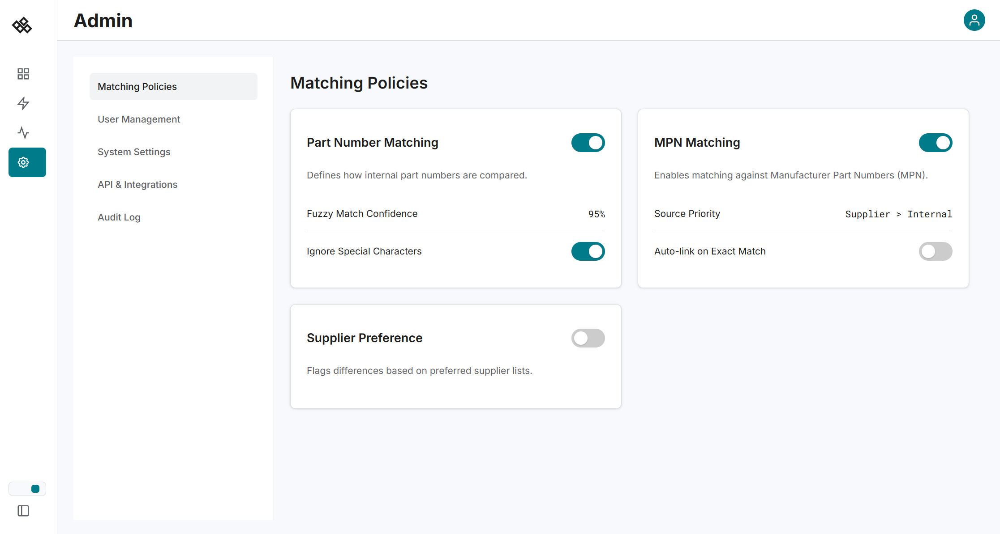 Admin
Matching Policies
User Management
System Settings
API & Integrations
Audit Log
Matching Policies
Part Number Matching
Defines how internal part numbers are compared.
Fuzzy Match Confidence 95%
Ignore Special Characters
MPN Matching
Enables matching against Manufacturer Part Numbers (MPN).
Source Priority Supplier > Internal
Auto-link on Exact Match
Supplier Preference
Flags differences based on preferred supplier lists.